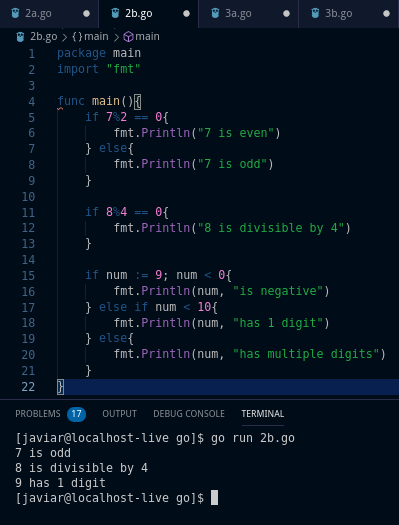 2a.go 2b.go 3a.go 3b.go
2b.go > {} main > main
1 package main
2 import "fmt"
3
4 func main(){
5 if 7%2 == 0{
6 fmt.Println("7 is even")
7 } else{
8 fmt.Println("7 is odd")
9 }
10
11 if 8%4 == 0{
12 fmt.Println("8 is divisible by 4")
13 }
14
15 if num := 9; num < 0{
16 fmt.Println(num, "is negative")
17 } else if num < 10{
18 fmt.Println(num, "has 1 digit")
19 } else{
20 fmt.Println(num, "has multiple digits")
21 }
22 }
PROBLEMS 17 OUTPUT DEBUG CONSOLE TERMINAL
[javiar@localhost-live go]$ go run 2b.go
7 is odd
8 is divisible by 4
9 has 1 digit
[javiar@localhost-live go]$